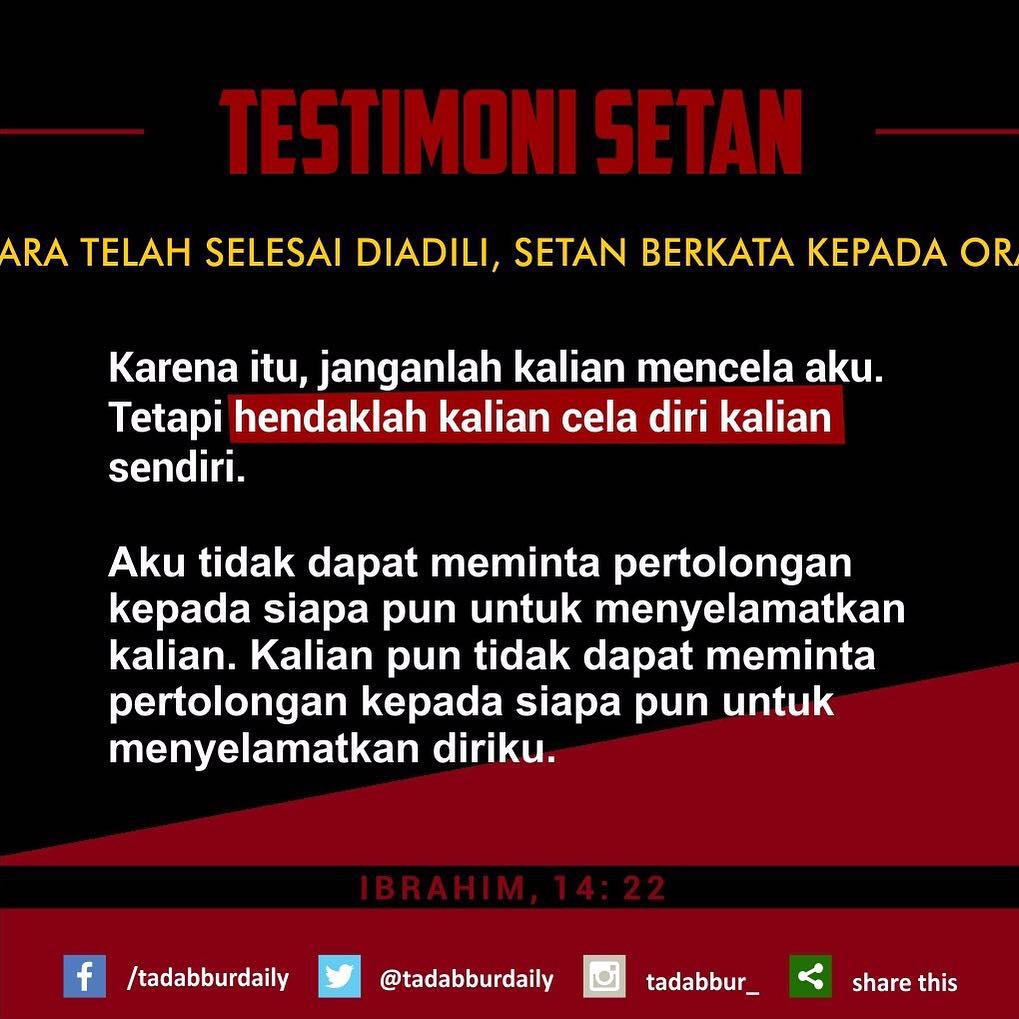 TESTIMONI SETAN
ARA TELAH SELESAI DIADILI, SETAN BERKATA KEPADA ORA
Karena itu, janganlah kalian mencela aku.
Tetapi hendaklah kalian cela diri kalian
sendiri.
Aku tidak dapat meminta pertolongan
kepada siapa pun untuk menyelamatkan
kalian. Kalian pun tidak dapat meminta
pertolongan kepada siapa pun untuk
menyelamatkan diriku.
IBRAHIM, 14: 22
/tadabburdaily @tadabburdaily tadabbur_ share this